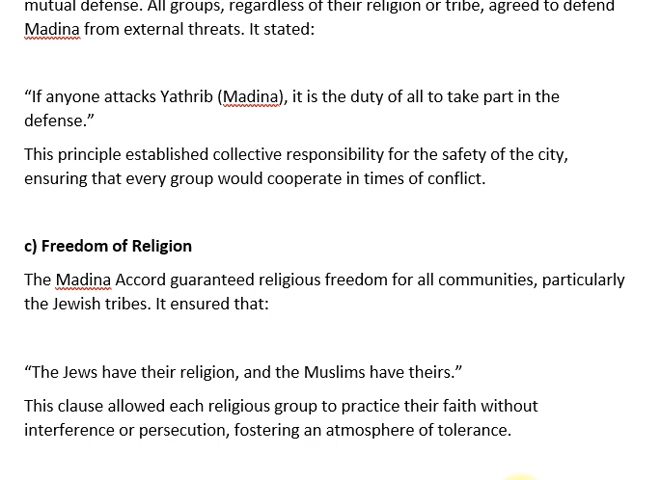 mutual defense. All groups, regardless of their religion or tribe, agreed to defend
Madina from external threats. It stated:
“If anyone attacks Yathrib (Madina), it is the duty of all to take part in the
defense.”
This principle established collective responsibility for the safety of the city,
ensuring that every group would cooperate in times of conflict.
c) Freedom of Religion
The Madina Accord guaranteed religious freedom for all communities, particularly
the Jewish tribes. It ensured that:
“The Jews have their religion, and the Muslims have theirs.”
This clause allowed each religious group to practice their faith without
interference or persecution, fostering an atmosphere of tolerance.